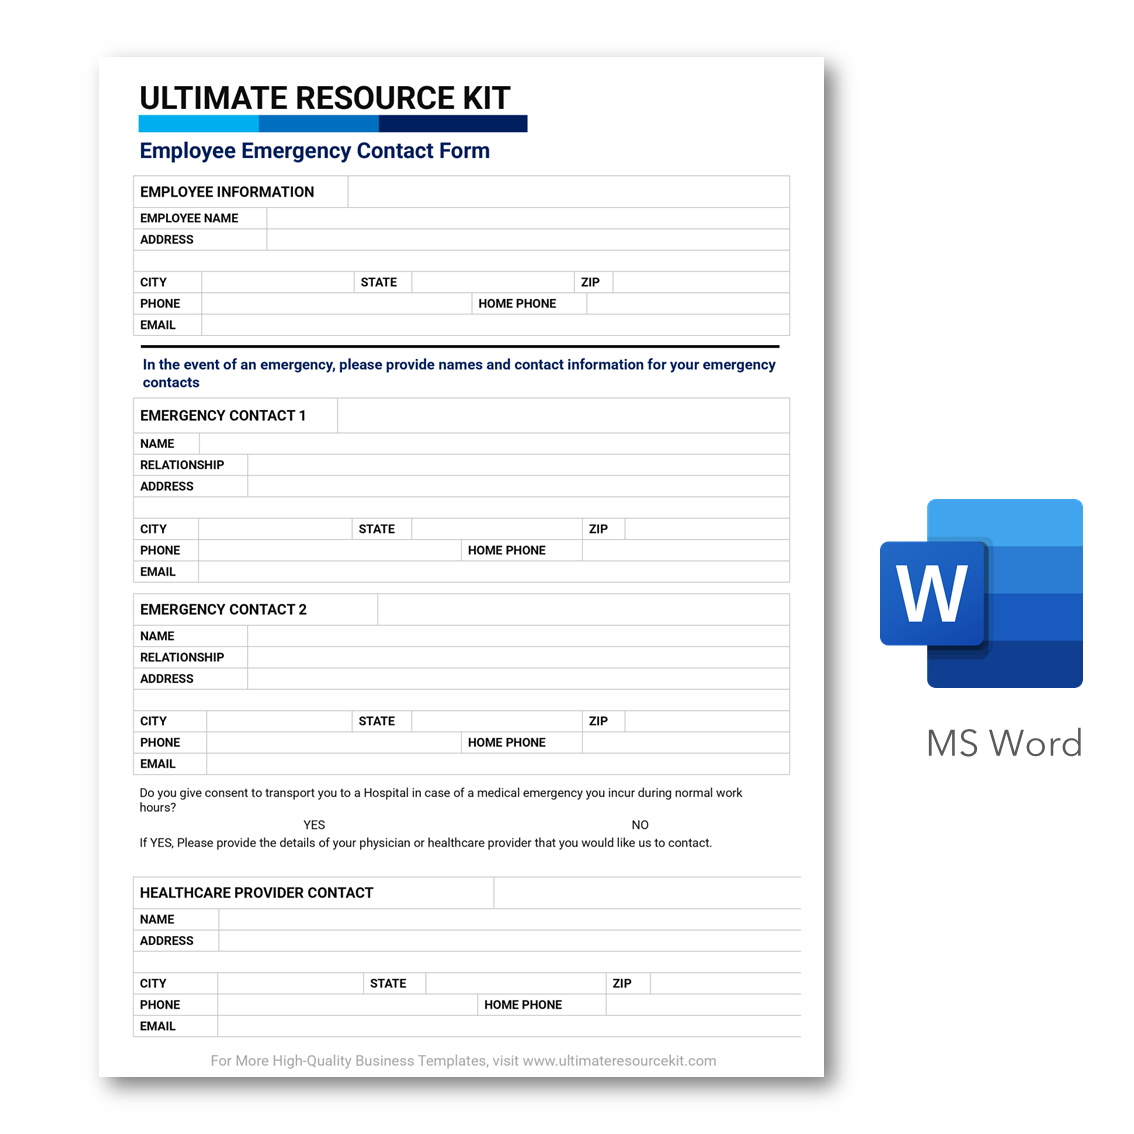 ULTIMATE RESOURCE KIT
Employee Emergency Contact Form
EMPLOYEE INFORMATION
EMPLOYEE NAME
ADDRESS
CITY STATE ZIP
PHONE HOME PHONE
EMAIL
In the event of an emergency, please provide names and contact information for your emergency
contacts
EMERGENCY CONTACT 1
NAME
RELATIONSHIP
ADDRESS
CITY STATE ZIP
PHONE HOME PHONE
EMAIL
EMERGENCY CONTACT 2
NAME
RELATIONSHIP
ADDRESS
CITY STATE ZIP
PHONE HOME PHONE
EMAIL
Do you give consent to transport you to a Hospital in case of a medical emergency you incur during normal work
hours?
YES NO
If YES, Please provide the details of your physician or healthcare provider that you would like us to contact.
HEALTHCARE PROVIDER CONTACT
NAME
ADDRESS
CITY STATE ZIP
PHONE HOME PHONE
EMAIL
For More High-Quality Business Templates, visit www.ultimateresourcekit.com
W
MS Word